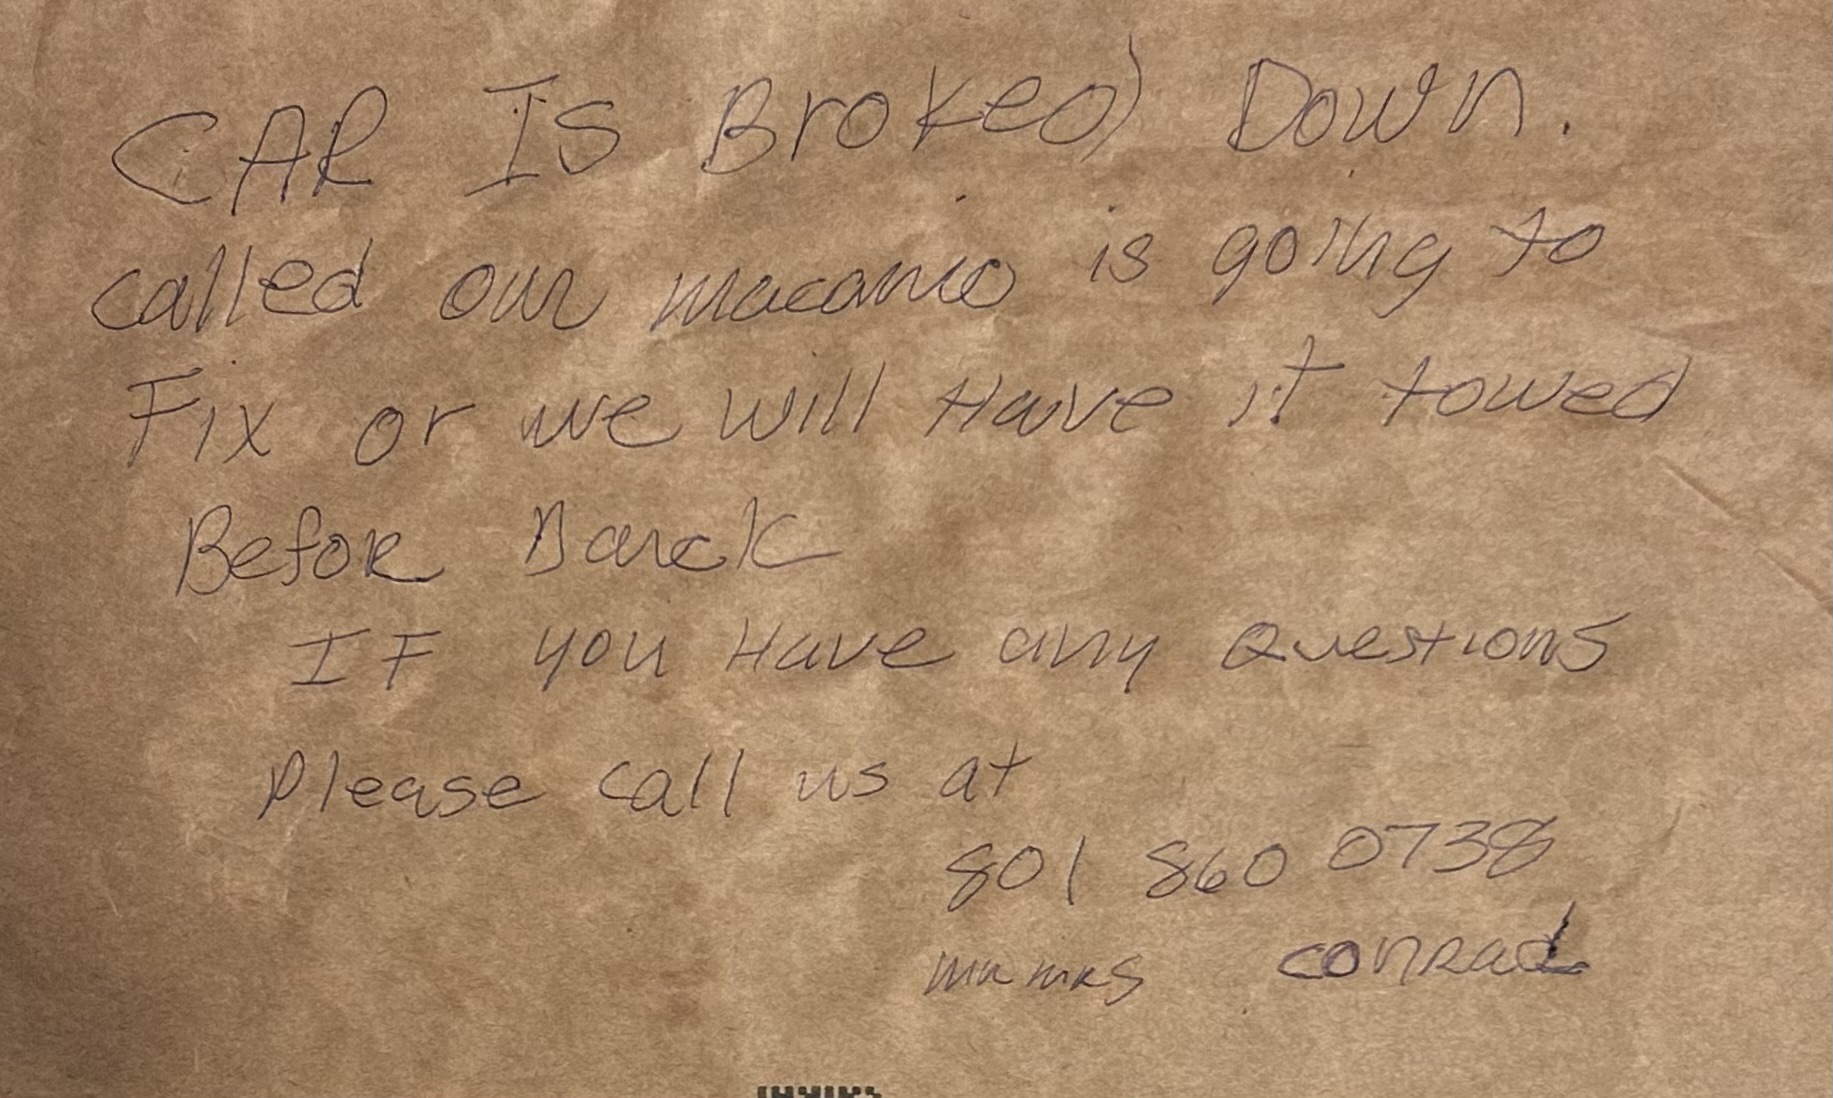 CAR Is Broked Down.
called our macanic is going to
Fix or we will Have it towed
Befor Darck
IF you Have any Questions
Please call us at
801 860 0738
mr mrs conrad